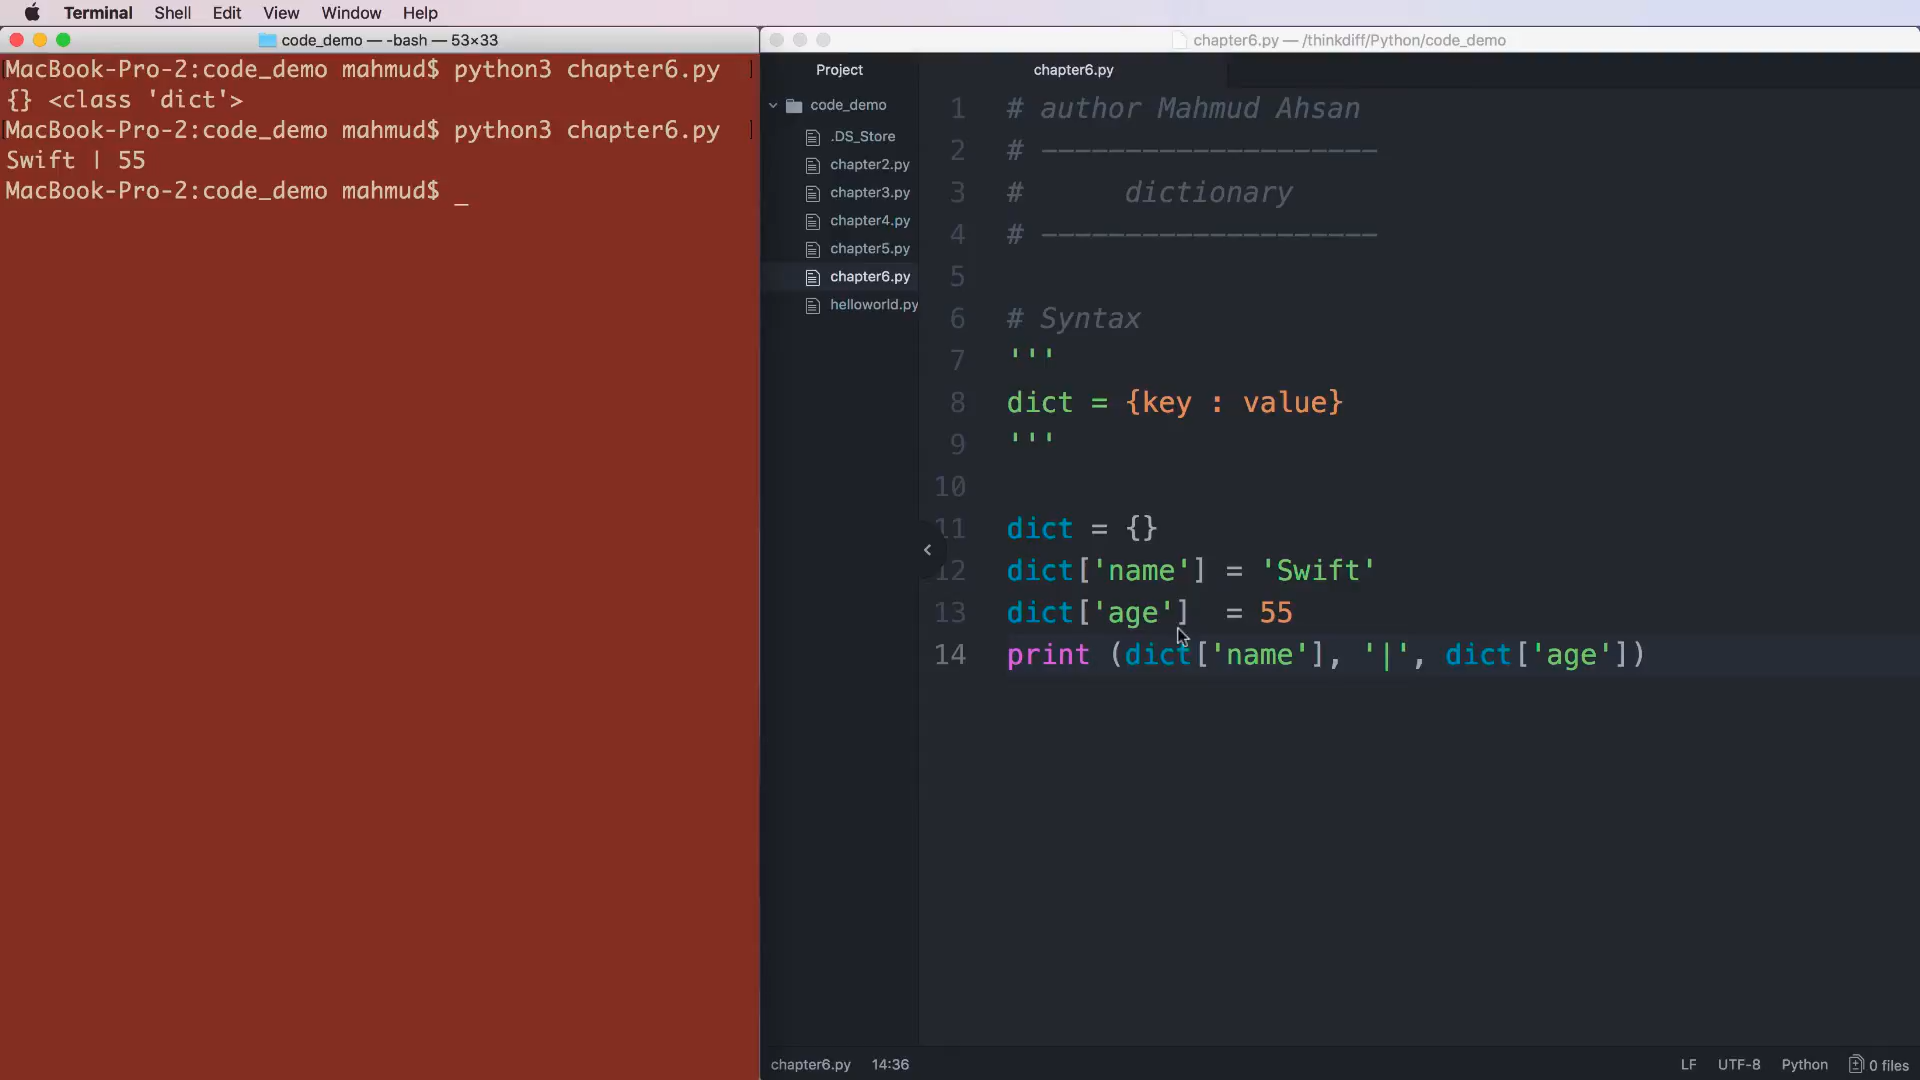 Terminal Shell Edit View Window Help
code_demo — -bash — 53×33
MacBook-Pro-2:code_demo mahmud$ python3 chapter6.py
{} <class 'dict'>
MacBook-Pro-2:code_demo mahmud$ python3 chapter6.py
Swift | 55
MacBook-Pro-2:code_demo mahmud$ _
chapter6.py — /thinkdiff/Python/code_demo
Project
code_demo
.DS_Store
chapter2.py
chapter3.py
chapter4.py
chapter5.py
chapter6.py
helloworld.py
chapter6.py
1 # author Mahmud Ahsan
2 # --------------------
3 #      dictionary
4 # --------------------
5
6 # Syntax
7 '''
8 dict = {key : value}
9 '''
10
11 dict = {}
12 dict['name'] = 'Swift'
13 dict['age']  = 55
14 print (dict['name'], '|', dict['age'])
chapter6.py 14:36
LF UTF-8 Python 0 files